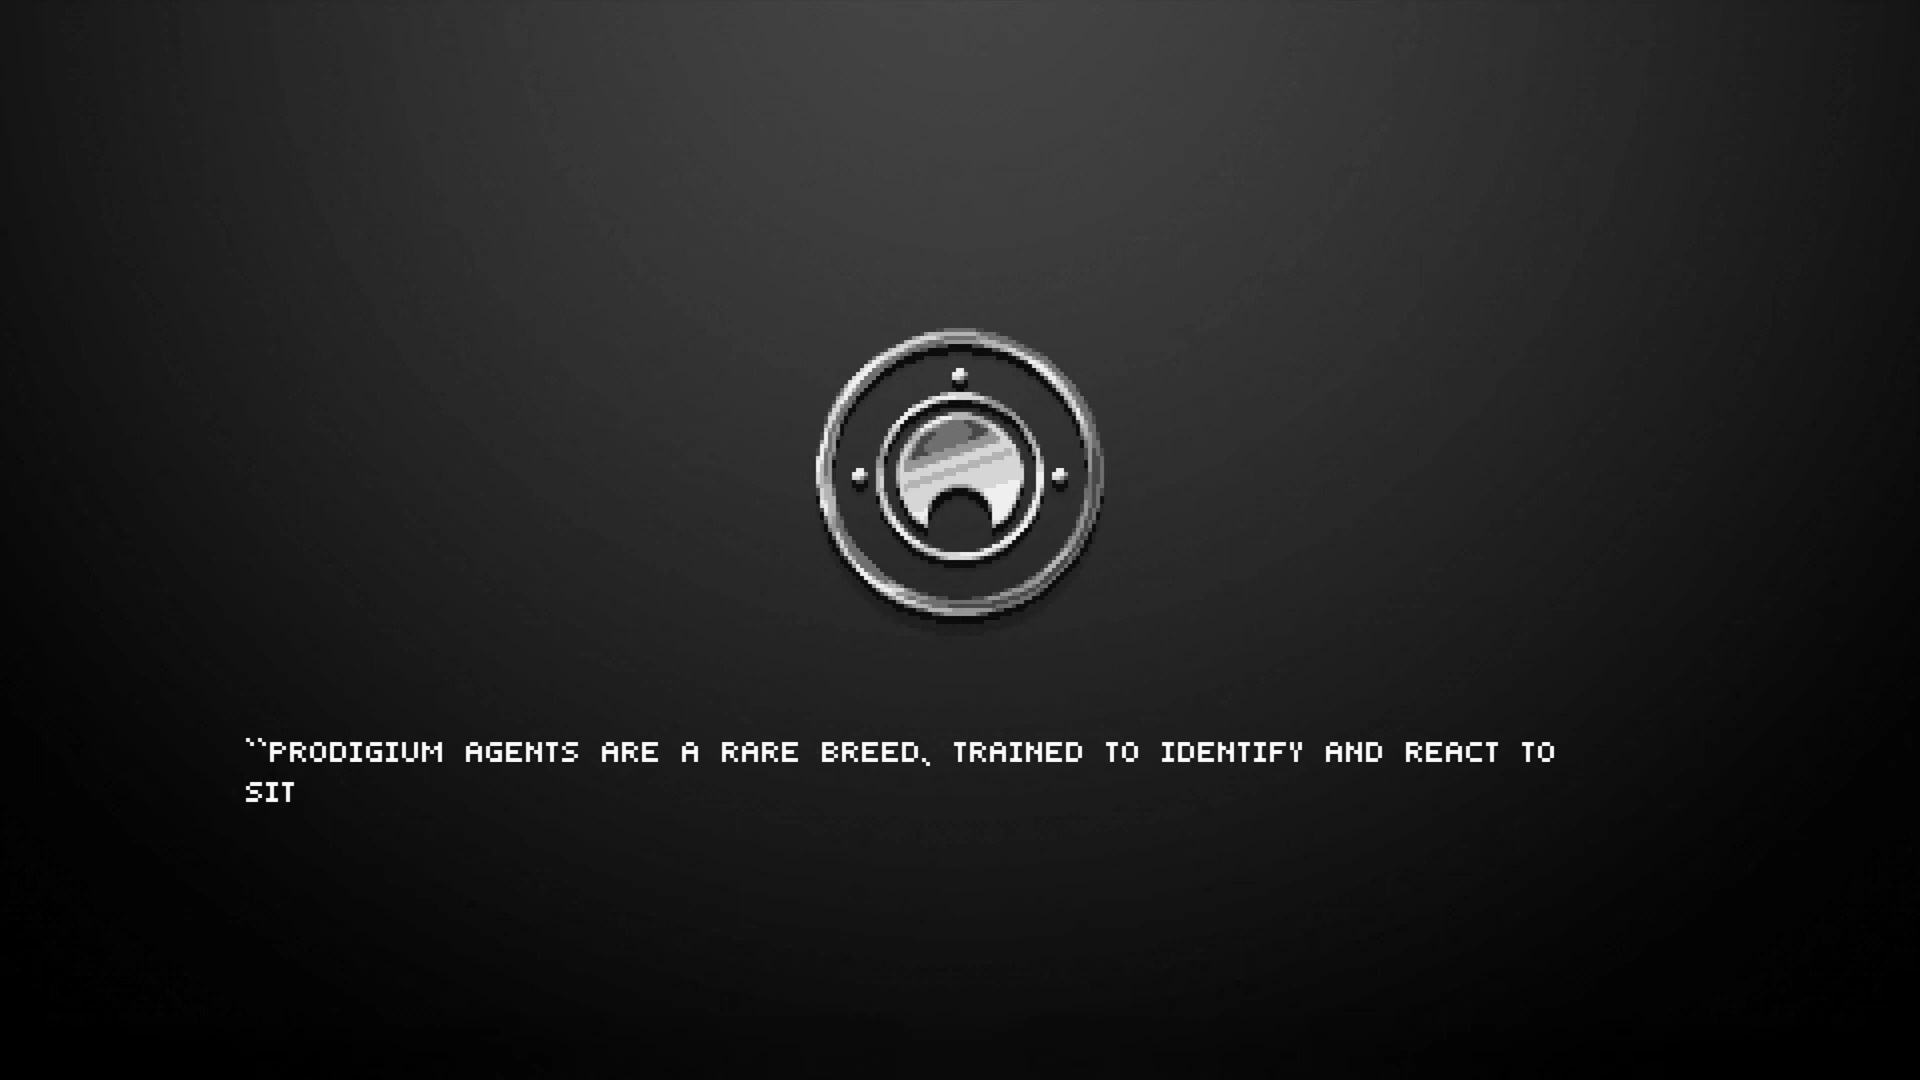 ``PRODIGIUM AGENTS ARE A RARE BREED, TRAINED TO IDENTIFY AND REACT TO
SIT